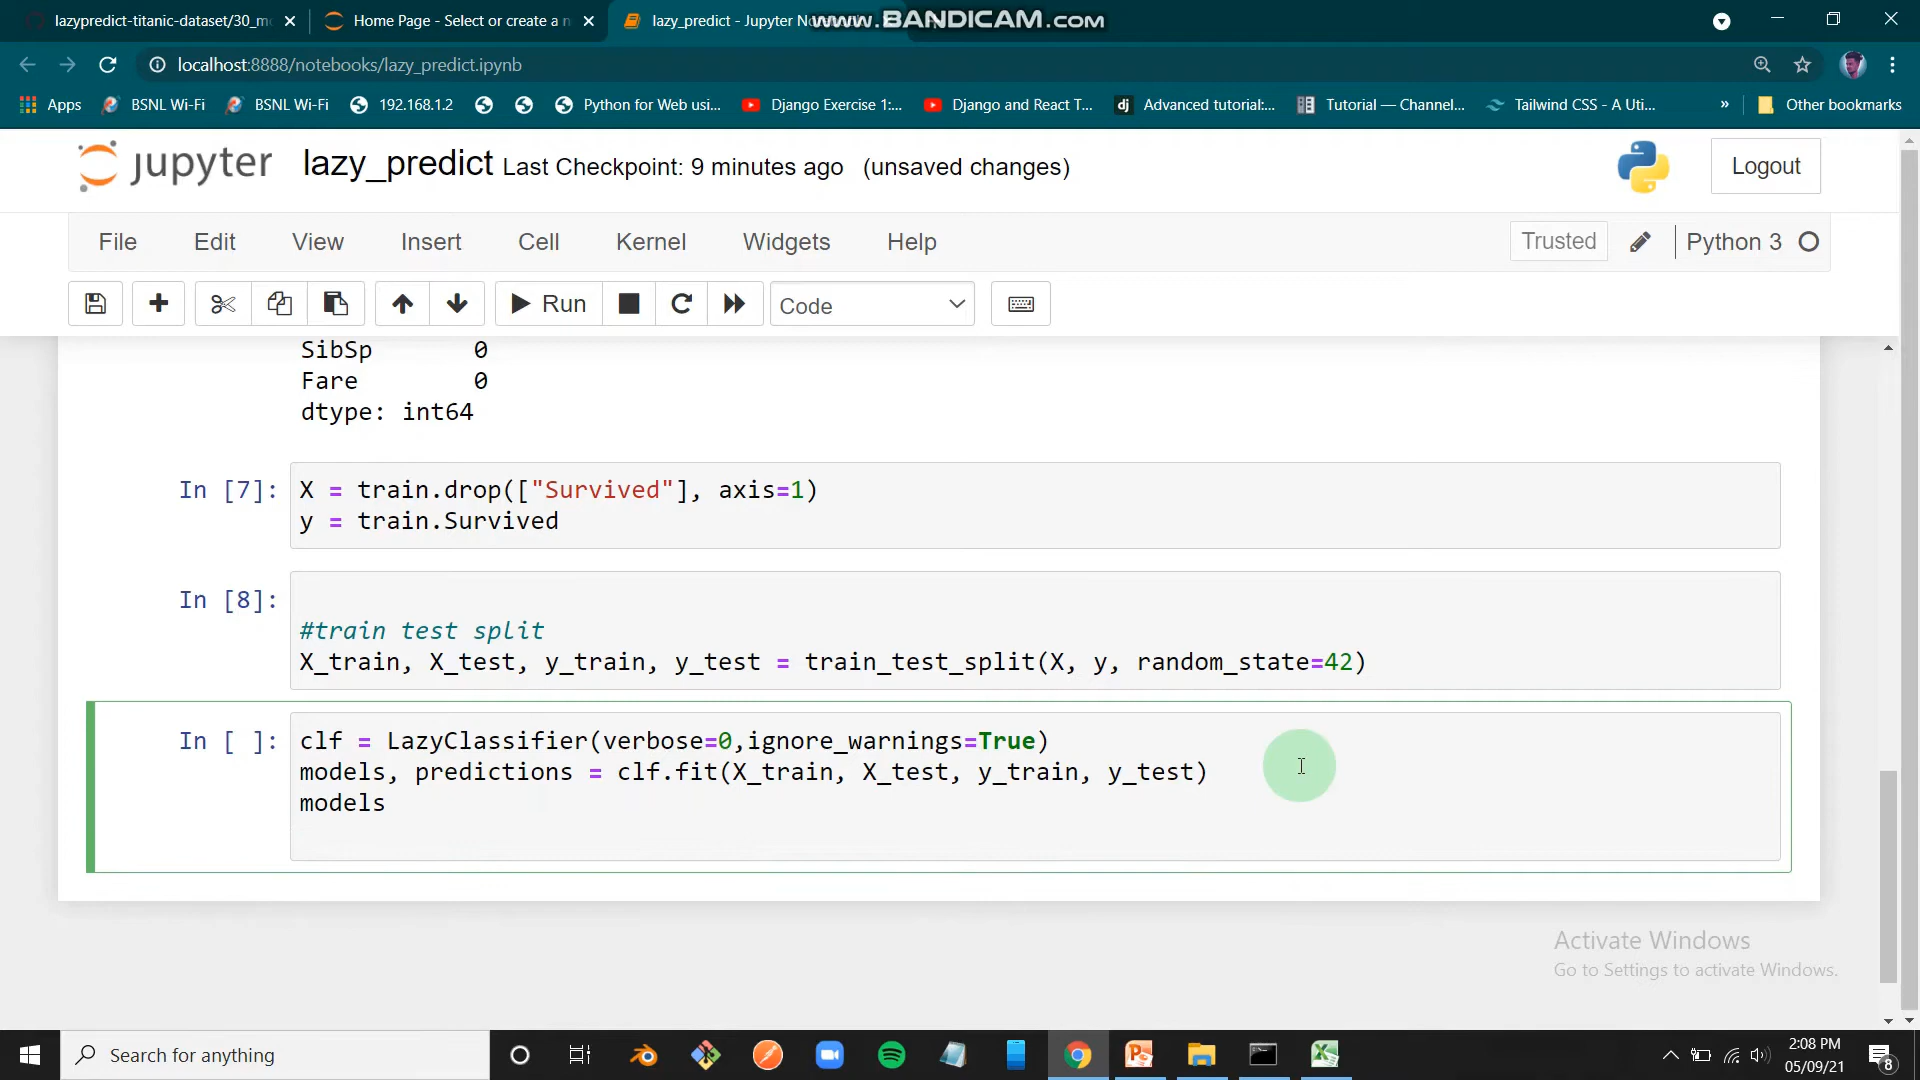 lazypredict-titanic-dataset/30_m
Home Page - Select or create a n
lazy_predict - Jupyter
www.BANDICAM.com
localhost:8888/notebooks/lazy_predict.ipynb
Apps
BSNL Wi-Fi
BSNL Wi-Fi
192.168.1.2
Python for Web usi...
Django Exercise 1:...
Django and React T...
dj
Advanced tutorial:...
Tutorial — Channel...
Tailwind CSS - A Uti...
»
Other bookmarks
jupyter
lazy_predict Last Checkpoint: 9 minutes ago (unsaved changes)
Logout
File Edit View Insert Cell Kernel Widgets Help
Trusted
Python 3
Run
Code
SibSp 0
Fare 0
dtype: int64
In [7]: X = train.drop(["Survived"], axis=1)
y = train.Survived
In [8]:
#train test split
X_train, X_test, y_train, y_test = train_test_split(X, y, random_state=42)
In [ ]: clf = LazyClassifier(verbose=0,ignore_warnings=True)
models, predictions = clf.fit(X_train, X_test, y_train, y_test)
models
Activate Windows
Go to Settings to activate Windows.
Search for anything
2:08 PM
05/09/21
8